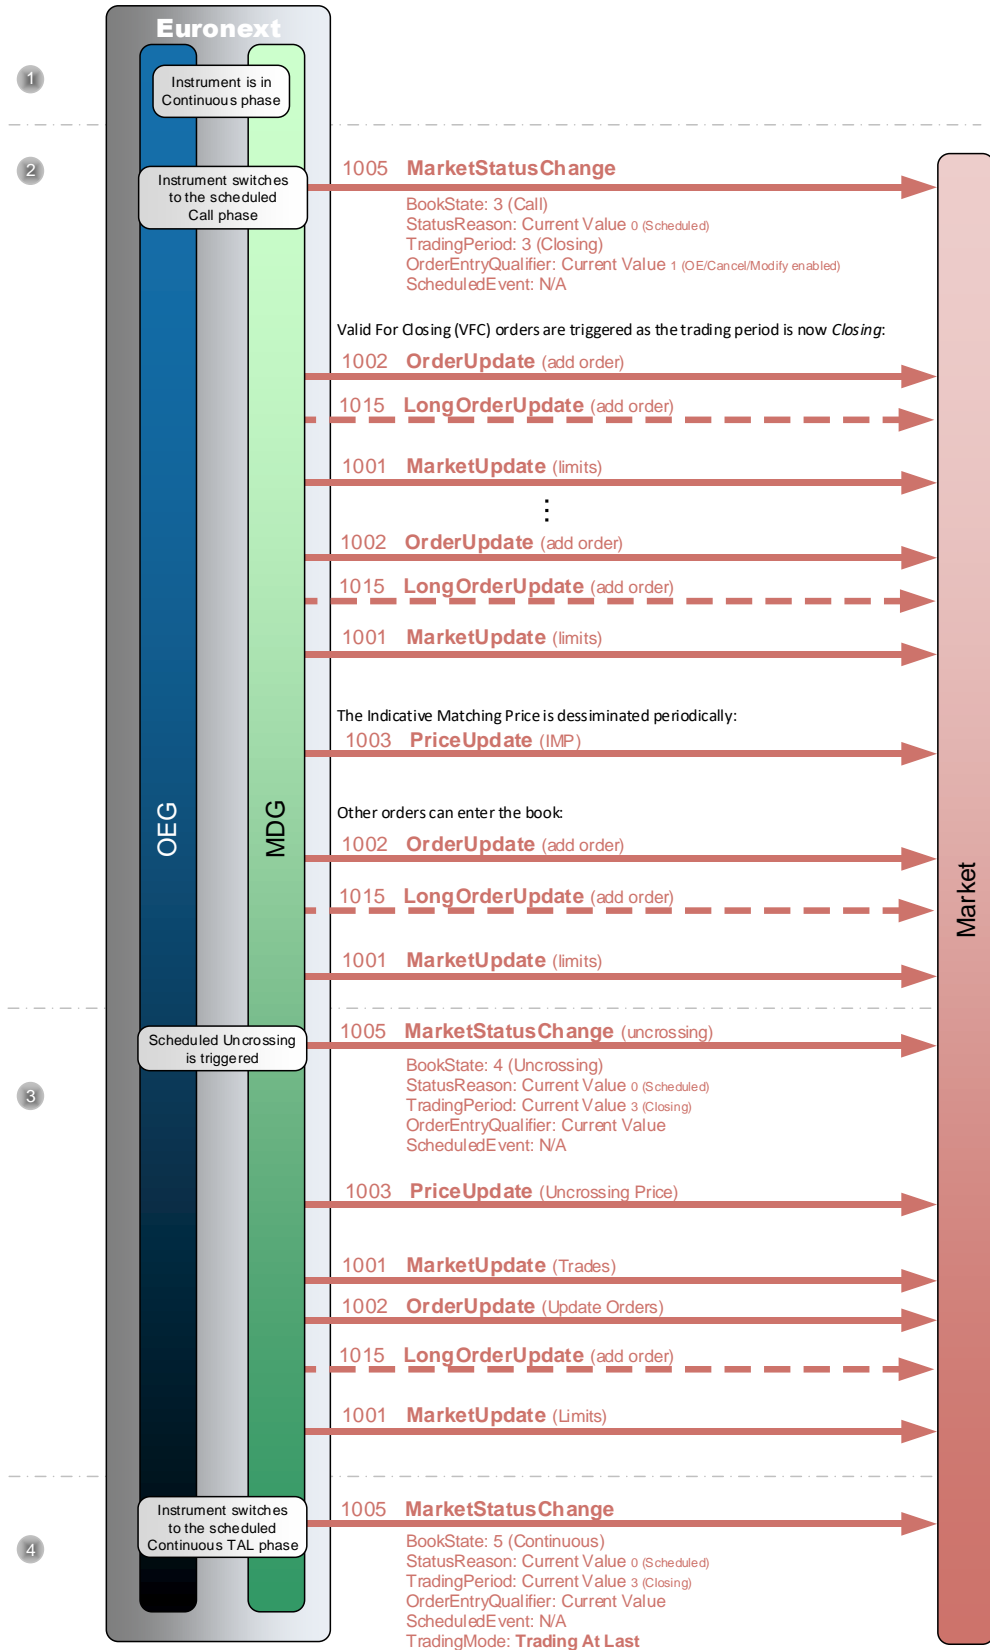 Euronext
1
Instrument is in
Continuous phase
2
Instrument switches
to the scheduled
Call phase
1005 MarketStatusChange
BookState: 3 (Call)
StatusReason: Current Value 0 (Scheduled)
TradingPeriod: 3 (Closing)
OrderEntryQualifier: Current Value 1 (OE/Cancel/Modify enabled)
ScheduledEvent: N/A
Valid For Closing (VFC) orders are triggered as the trading period is now Closing:
1002 OrderUpdate (add order)
1015 LongOrderUpdate (add order)
1001 MarketUpdate (limits)
⋮
1002 OrderUpdate (add order)
1015 LongOrderUpdate (add order)
1001 MarketUpdate (limits)
The Indicative Matching Price is dessiminated periodically:
1003 PriceUpdate (IMP)
OEG
MDG
Other orders can enter the book:
1002 OrderUpdate (add order)
1015 LongOrderUpdate (add order)
Market
1001 MarketUpdate (limits)
3
Scheduled Uncrossing
is triggered
1005 MarketStatusChange (uncrossing)
BookState: 4 (Uncrossing)
StatusReason: Current Value 0 (Scheduled)
TradingPeriod: Current Value 3 (Closing)
OrderEntryQualifier: Current Value
ScheduledEvent: N/A
1003 PriceUpdate (Uncrossing Price)
1001 MarketUpdate (Trades)
1002 OrderUpdate (Update Orders)
1015 LongOrderUpdate (add order)
1001 MarketUpdate (Limits)
4
Instrument switches
to the scheduled
Continuous TAL phase
1005 MarketStatusChange
BookState: 5 (Continuous)
StatusReason: Current Value 0 (Scheduled)
TradingPeriod: Current Value 3 (Closing)
OrderEntryQualifier: Current Value
ScheduledEvent: N/A
TradingMode: Trading At Last